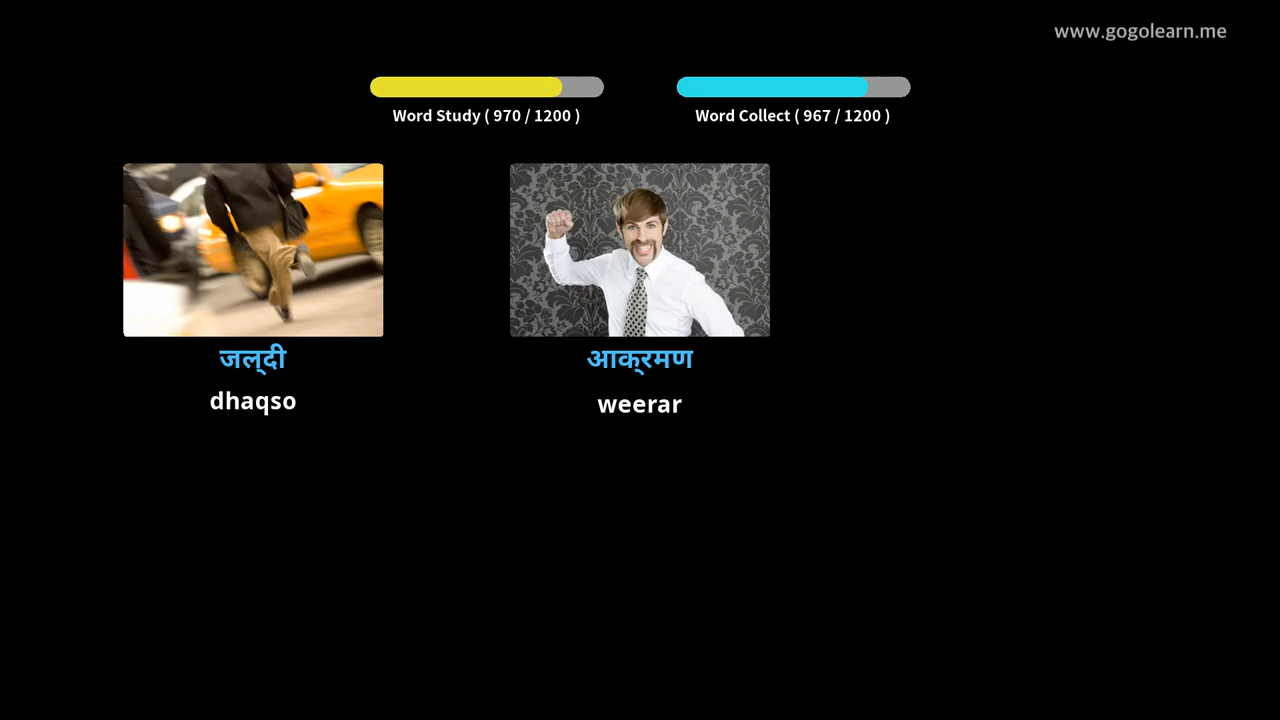 www.gogolearn.me
Word Study ( 970 / 1200 )
Word Collect ( 967 / 1200 )
जल्दी
dhaqso
आक्रमण
weerar